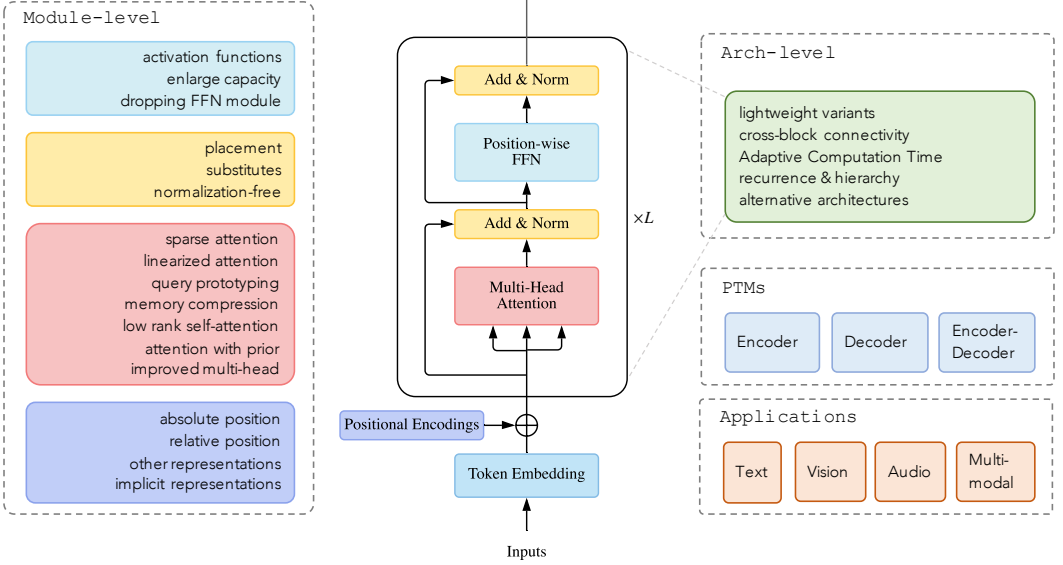 Module-level
activation functions
enlarge capacity
dropping FFN module
placement
substitutes
normalization-free
sparse attention
linearized attention
query prototyping
memory compression
low rank self-attention
attention with prior
improved multi-head
absolute position
relative position
other representations
implicit representations
Add & Norm
Position-wise
FFN
Add & Norm
×L
Multi-Head
Attention
Positional Encodings
Token Embedding
Inputs
Arch-level
lightweight variants
cross-block connectivity
Adaptive Computation Time
recurrence & hierarchy
alternative architectures
PTMs
Encoder
Decoder
Encoder-
Decoder
Applications
Text
Vision
Audio
Multi-
modal